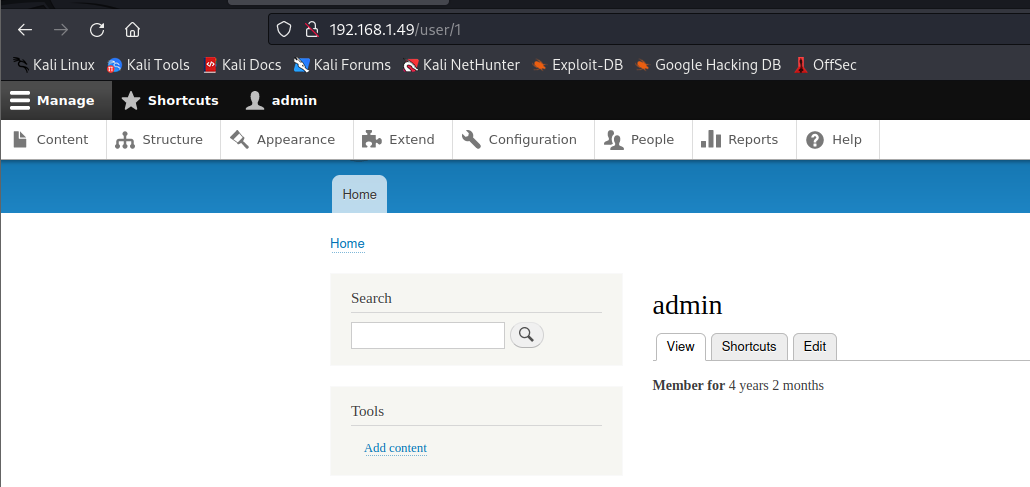 192.168.1.49/user/1
Kali Linux Kali Tools Kali Docs Kali Forums Kali NetHunter Exploit-DB Google Hacking DB OffSec
Manage Shortcuts admin
Content Structure Appearance Extend Configuration People Reports Help
Home
Home
Search
Tools
Add content
admin
View Shortcuts Edit
Member for 4 years 2 months